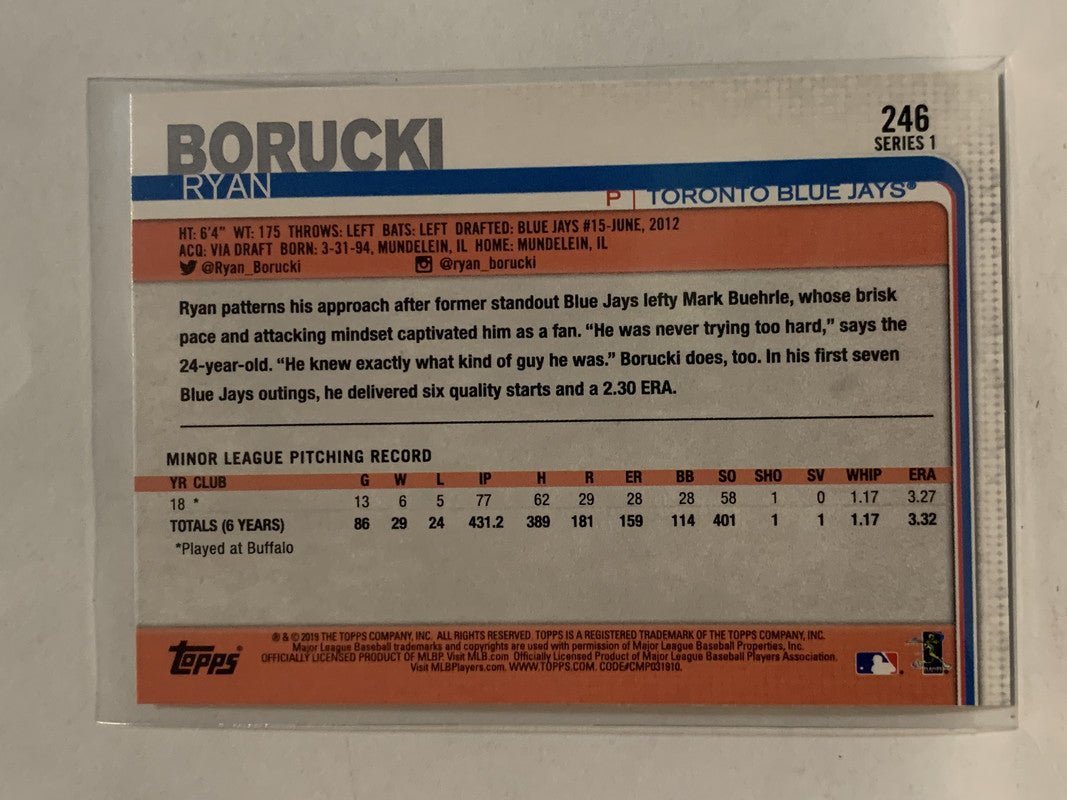 BORUCKI
246
SERIES 1
RYAN
P | TORONTO BLUE JAYS®
HT: 6'4" WT: 175 THROWS: LEFT BATS: LEFT DRAFTED: BLUE JAYS #15-JUNE, 2012
ACQ: VIA DRAFT BORN: 3-31-94, MUNDELEIN, IL HOME: MUNDELEIN, IL
@Ryan_Borucki @ryan_borucki
Ryan patterns his approach after former standout Blue Jays lefty Mark Buehrle, whose brisk
pace and attacking mindset captivated him as a fan. “He was never trying too hard,” says the
24-year-old. “He knew exactly what kind of guy he was.” Borucki does, too. In his first seven
Blue Jays outings, he delivered six quality starts and a 2.30 ERA.
MINOR LEAGUE PITCHING RECORD
YR CLUB G W L IP H R ER BB SO SHO SV WHIP ERA
18 * 13 6 5 77 62 29 28 28 58 1 0 1.17 3.27
TOTALS (6 YEARS) 86 29 24 431.2 389 181 159 114 401 1 1 1.17 3.32
*Played at Buffalo
® & © 2019 THE TOPPS COMPANY, INC. ALL RIGHTS RESERVED. TOPPS IS A REGISTERED TRADEMARK OF THE TOPPS COMPANY, INC.
Major League Baseball trademarks and copyrights are used with permission of Major League Baseball Properties, Inc.
OFFICIALLY LICENSED PRODUCT OF MLBP. Visit MLB.com Officially Licensed Product of Major League Baseball Players Association.
Visit MLBPlayers.com. WWW.TOPPS.COM. CODE#CMP031910.
TOPPS